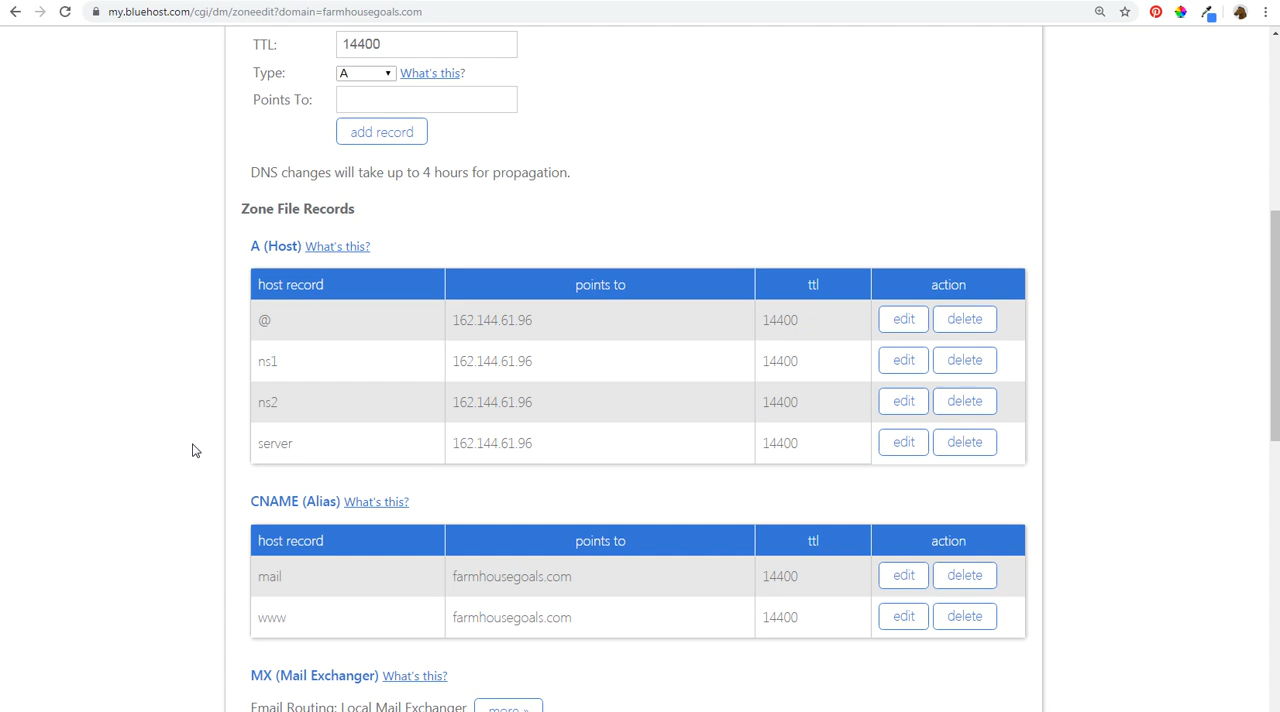 my.bluehost.com/cgi/dm/zoneedit?domain=farmhousegoals.com
TTL: 14400
Type: A What's this?
Points To:
add record
DNS changes will take up to 4 hours for propagation.
Zone File Records
A (Host) What's this?
host record points to ttl action
@ 162.144.61.96 14400 edit delete
ns1 162.144.61.96 14400 edit delete
ns2 162.144.61.96 14400 edit delete
server 162.144.61.96 14400 edit delete
CNAME (Alias) What's this?
host record points to ttl action
mail farmhousegoals.com 14400 edit delete
www farmhousegoals.com 14400 edit delete
MX (Mail Exchanger) What's this?
Email Routing: Local Mail Exchanger more »